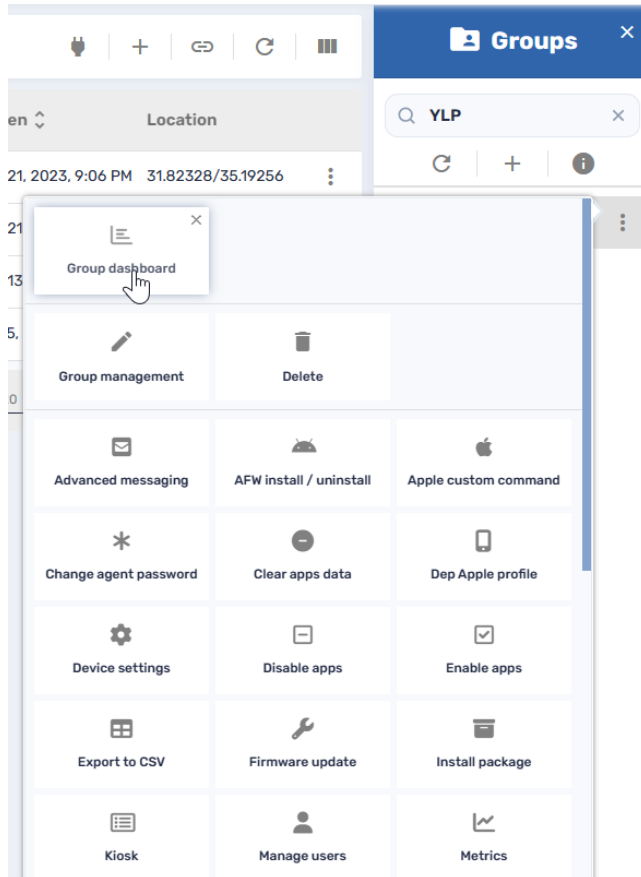 Groups
en
Location
YLP
21, 2023, 9:06 PM 31.82328/35.19256
21
13
5,
0
Group dashboard
Group management
Delete
Advanced messaging
AFW install / uninstall
Apple custom command
Change agent password
Clear apps data
Dep Apple profile
Device settings
Disable apps
Enable apps
Export to CSV
Firmware update
Install package
Kiosk
Manage users
Metrics